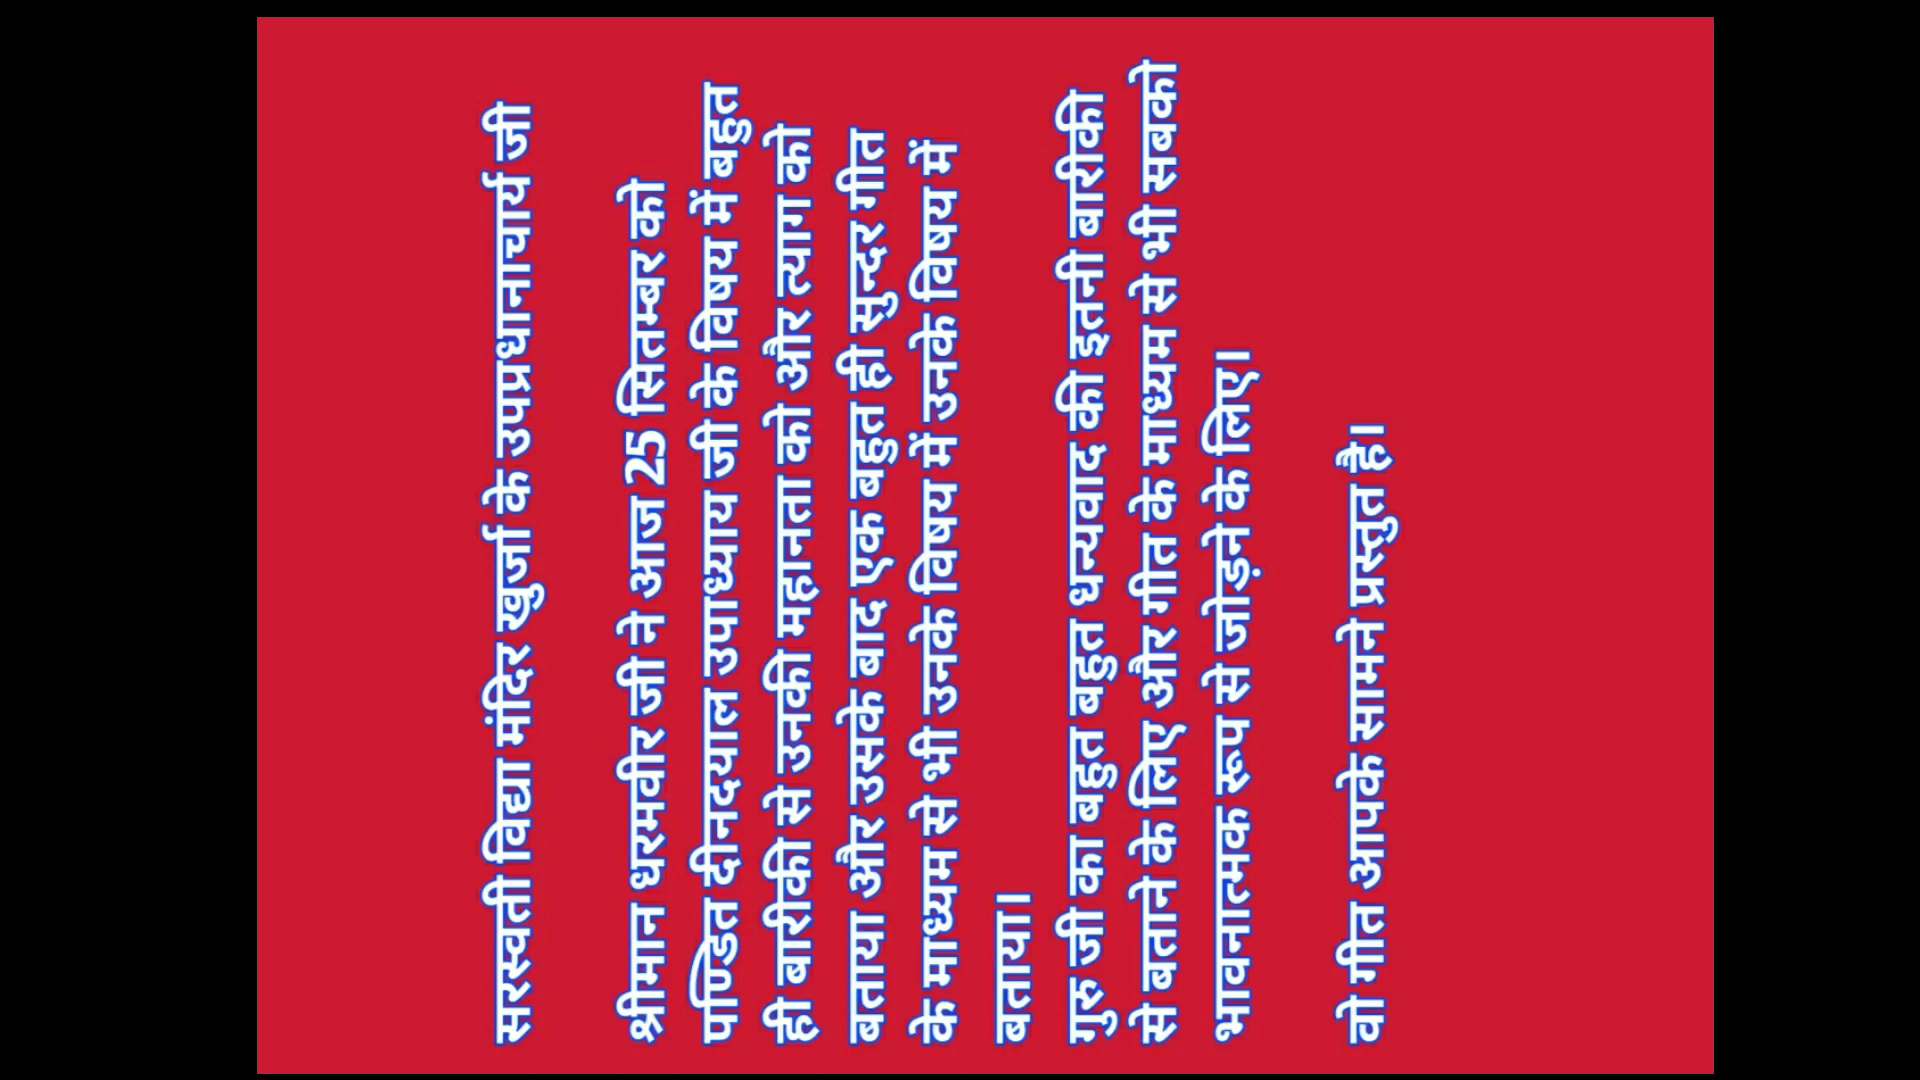 सरस्वती विद्या मंदिर खुर्जा के उपप्रधानाचार्य जी
श्रीमान धरमवीर जी ने आज 25 सितम्बर को
पण्डित दीनदयाल उपाध्याय जी के विषय में बहुत
ही बारीकी से उनकी महानता को और त्याग को
बताया और उसके बाद एक बहुत ही सुन्दर गीत
के माध्यम से भी उनके विषय में उनके विषय में
बताया।
गुरु जी का बहुत बहुत धन्यवाद की इतनी बारीकी
से बताने के लिए और गीत के माध्यम से भी सबको
भावनात्मक रूप से जोड़ने के लिए।
वो गीत आपके सामने प्रस्तुत है।